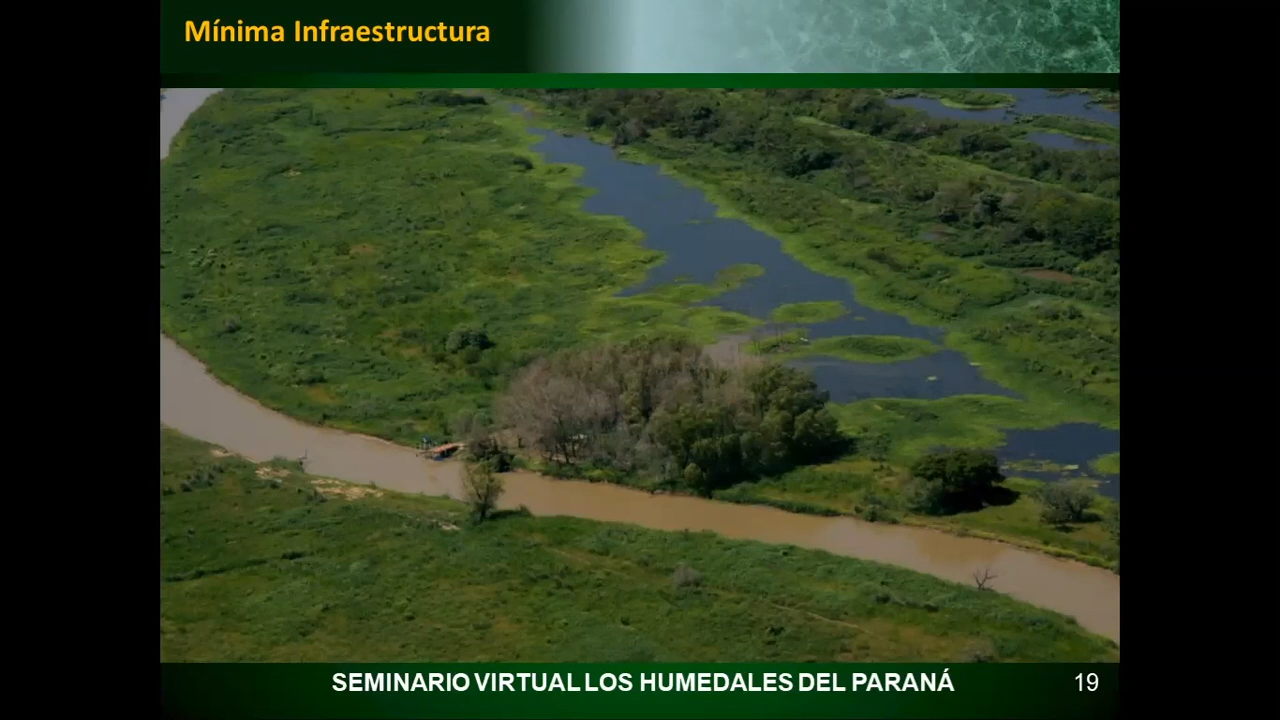 Mínima Infraestructura
SEMINARIO VIRTUAL LOS HUMEDALES DEL PARANÁ
19